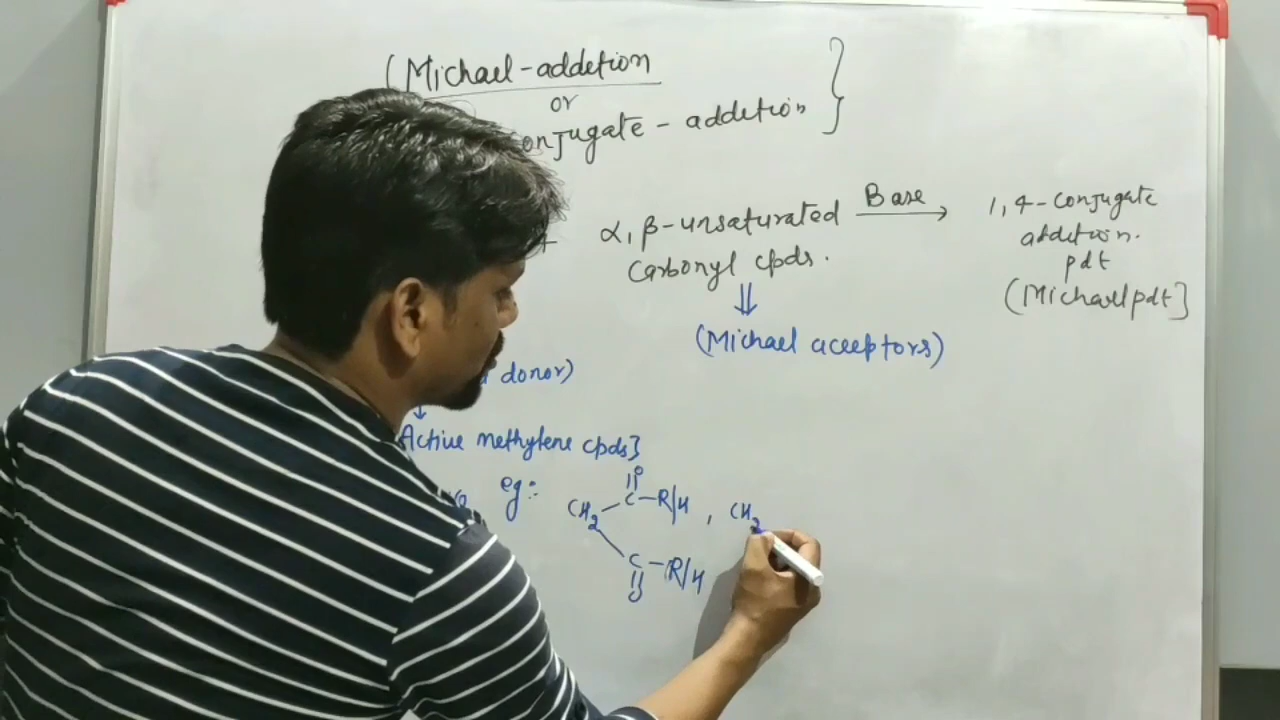 (Michael-addetion
or
onjugate-addetion }
+ α,β-unsaturated Base → 1,4-conjugate
Carbonyl cpds. addetion.
pdt
⇓ (Michael pdt]
(Michael acceptors)
donor)
↓
Active methylene cpds}
eg:- CH2 -C-R/H , CH2
O
C-R/H
O